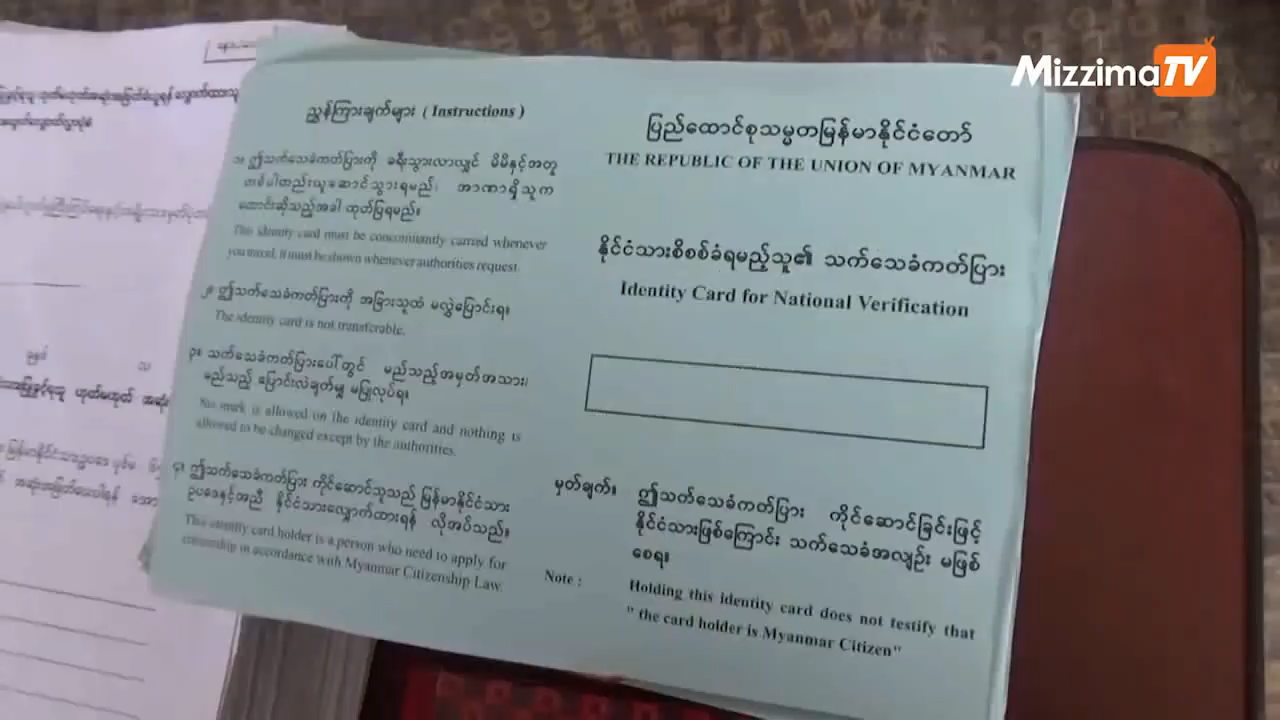 MizzimaTV
ညွှန်ကြားချက်များ ( Instructions )
၁။ ဤသက်သေခံကတ်ပြားကို ခရီးသွားလာလျှင် မိမိနှင့်အတူ
တစ်ပါတည်းယူဆောင်သွားရမည်၊ အာဏာရှိသူက
တောင်းဆိုသည့်အခါ ထုတ်ပြရမည်။
This identity card must be concomitantly carried whenever
you travel. It must be shown whenever authorities request.
၂။ ဤသက်သေခံကတ်ပြားကို အခြားသူထံ မလွှဲပြောင်းရ။
The identity card is not transferable.
၃။ သက်သေခံကတ်ပြားပေါ်တွင် မည်သည့်အမှတ်အသား၊
မည်သည့် ပြောင်းလဲချက်မျှ မပြုလုပ်ရ။
No mark is allowed on the identity card and nothing is
allowed to be changed except by the authorities.
၄။ ဤသက်သေခံကတ်ပြား ကိုင်ဆောင်သူသည် မြန်မာနိုင်ငံသား
ဥပဒေနှင့်အညီ နိုင်ငံသားလျှောက်ထားရန် လိုအပ်သည်။
This identity card holder is a person who need to apply for
citizenship in accordance with Myanmar Citizenship Law.
ပြည်ထောင်စုသမ္မတမြန်မာနိုင်ငံတော်
THE REPUBLIC OF THE UNION OF MYANMAR
နိုင်ငံသားစိစစ်ခံရမည့်သူ၏ သက်သေခံကတ်ပြား
Identity Card for National Verification
မှတ်ချက်။ ဤသက်သေခံကတ်ပြား ကိုင်ဆောင်ခြင်းဖြင့်
နိုင်ငံသားဖြစ်ကြောင်း သက်သေခံအလျဉ်း မဖြစ်
စေရ။
Note : Holding this identity card does not testify that
" the card holder is Myanmar Citizen"